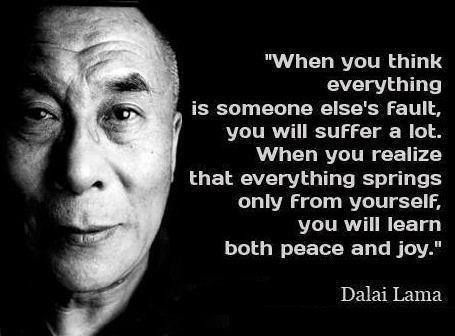 "When you think
everything
is someone else's fault,
you will suffer a lot.
When you realize
that everything springs
only from yourself,
you will learn
both peace and joy."
Dalai Lama